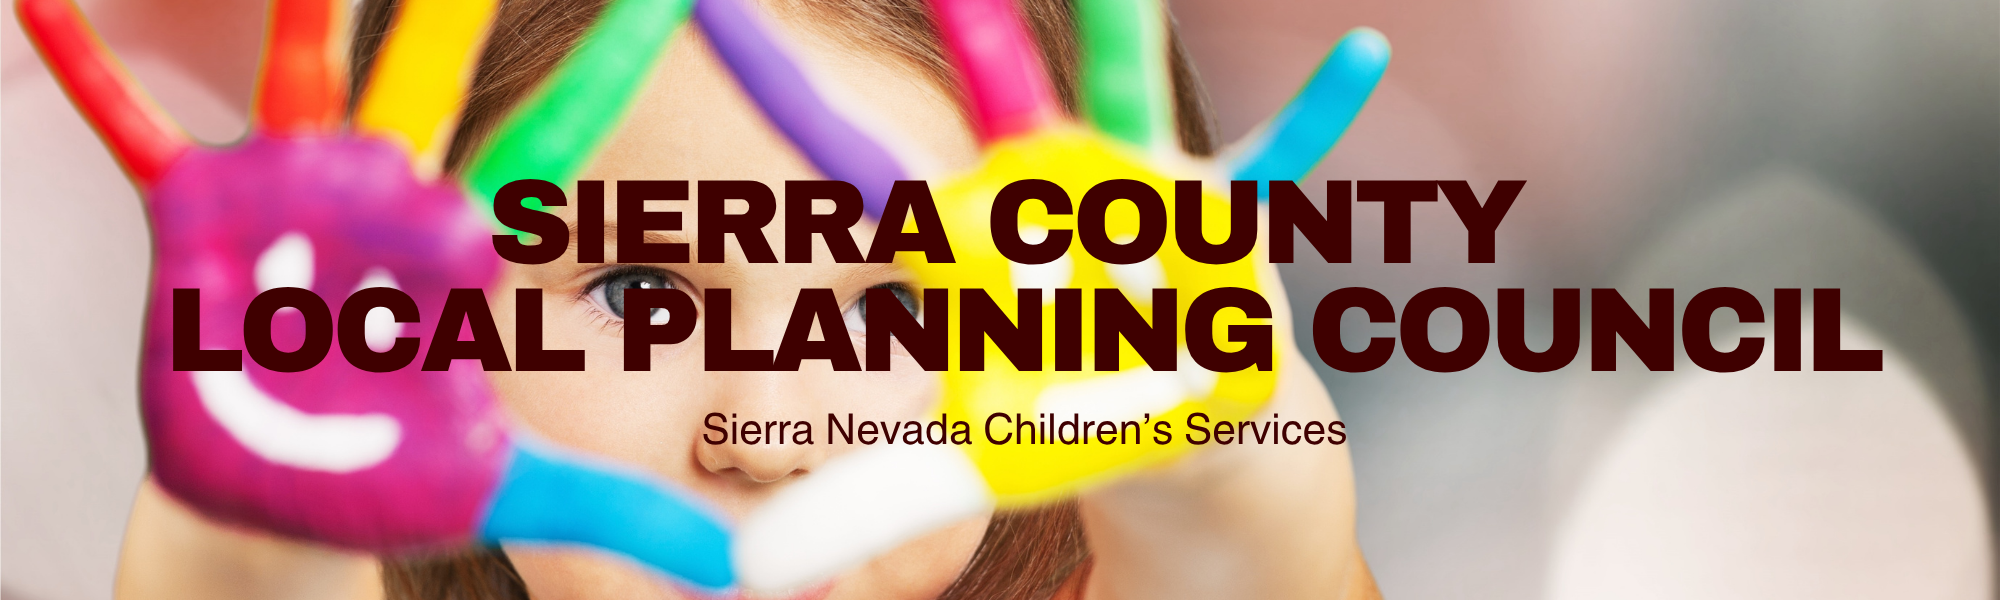 SIERRA COUNTY
LOCAL PLANNING COUNCIL
Sierra Nevada Children’s Services